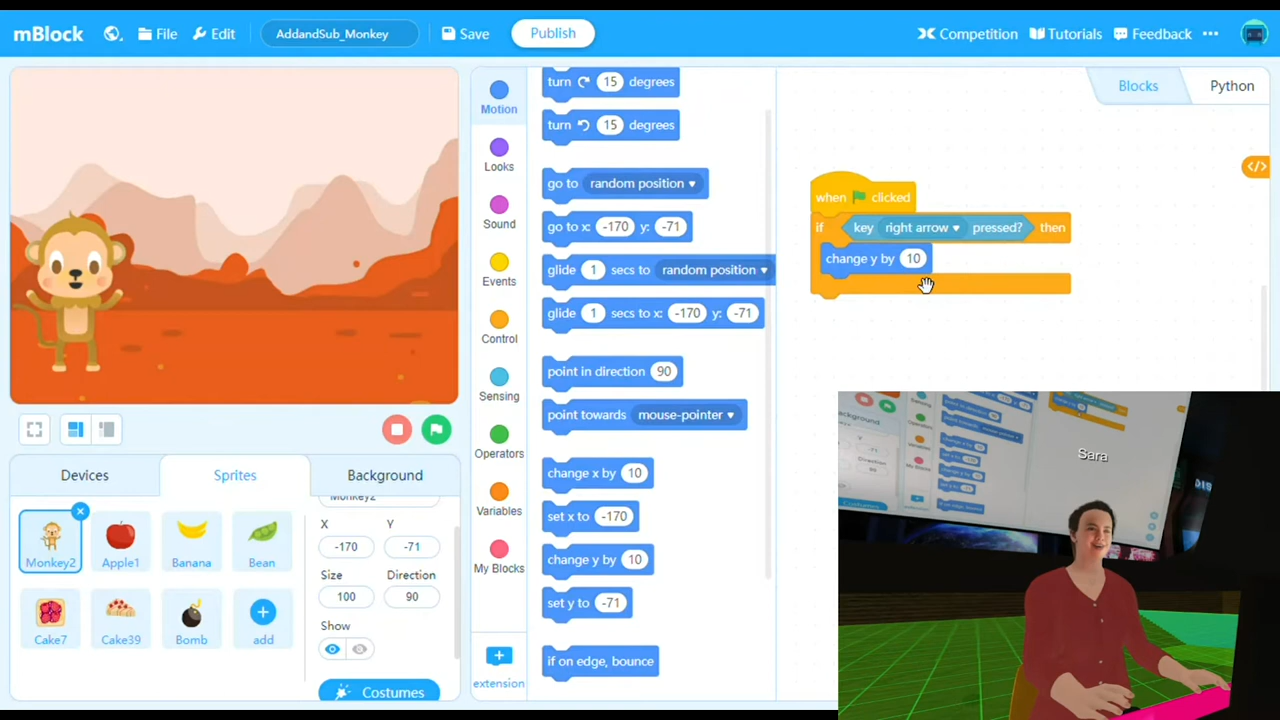 mBlock File Edit AddandSub_Monkey Save Publish Competition Tutorials Feedback
Blocks Python
Motion
Looks
Sound
Events
Control
Sensing
Operators
Variables
My Blocks
extension
turn 15 degrees
turn 15 degrees
go to random position
go to x: -170 y: -71
glide 1 secs to random position
glide 1 secs to x: -170 y: -71
point in direction 90
point towards mouse-pointer
change x by 10
set x to -170
change y by 10
set y to -71
if on edge, bounce
when clicked
if key right arrow pressed? then
change y by 10
Devices Sprites Background
Monkey2 Apple1 Banana Bean
Cake7 Cake39 Bomb add
Monkey2
X Y
-170 -71
Size Direction
100 90
Show
Costumes
Sara